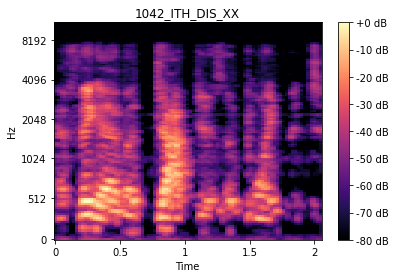 1042_ITH_DIS_XX
+0 dB
8192
-10 dB
4096
-20 dB
-30 dB
2048
-40 dB
Hz
1024
-50 dB
512
-60 dB
-70 dB
0
-80 dB
0 0.5 1 1.5 2
Time